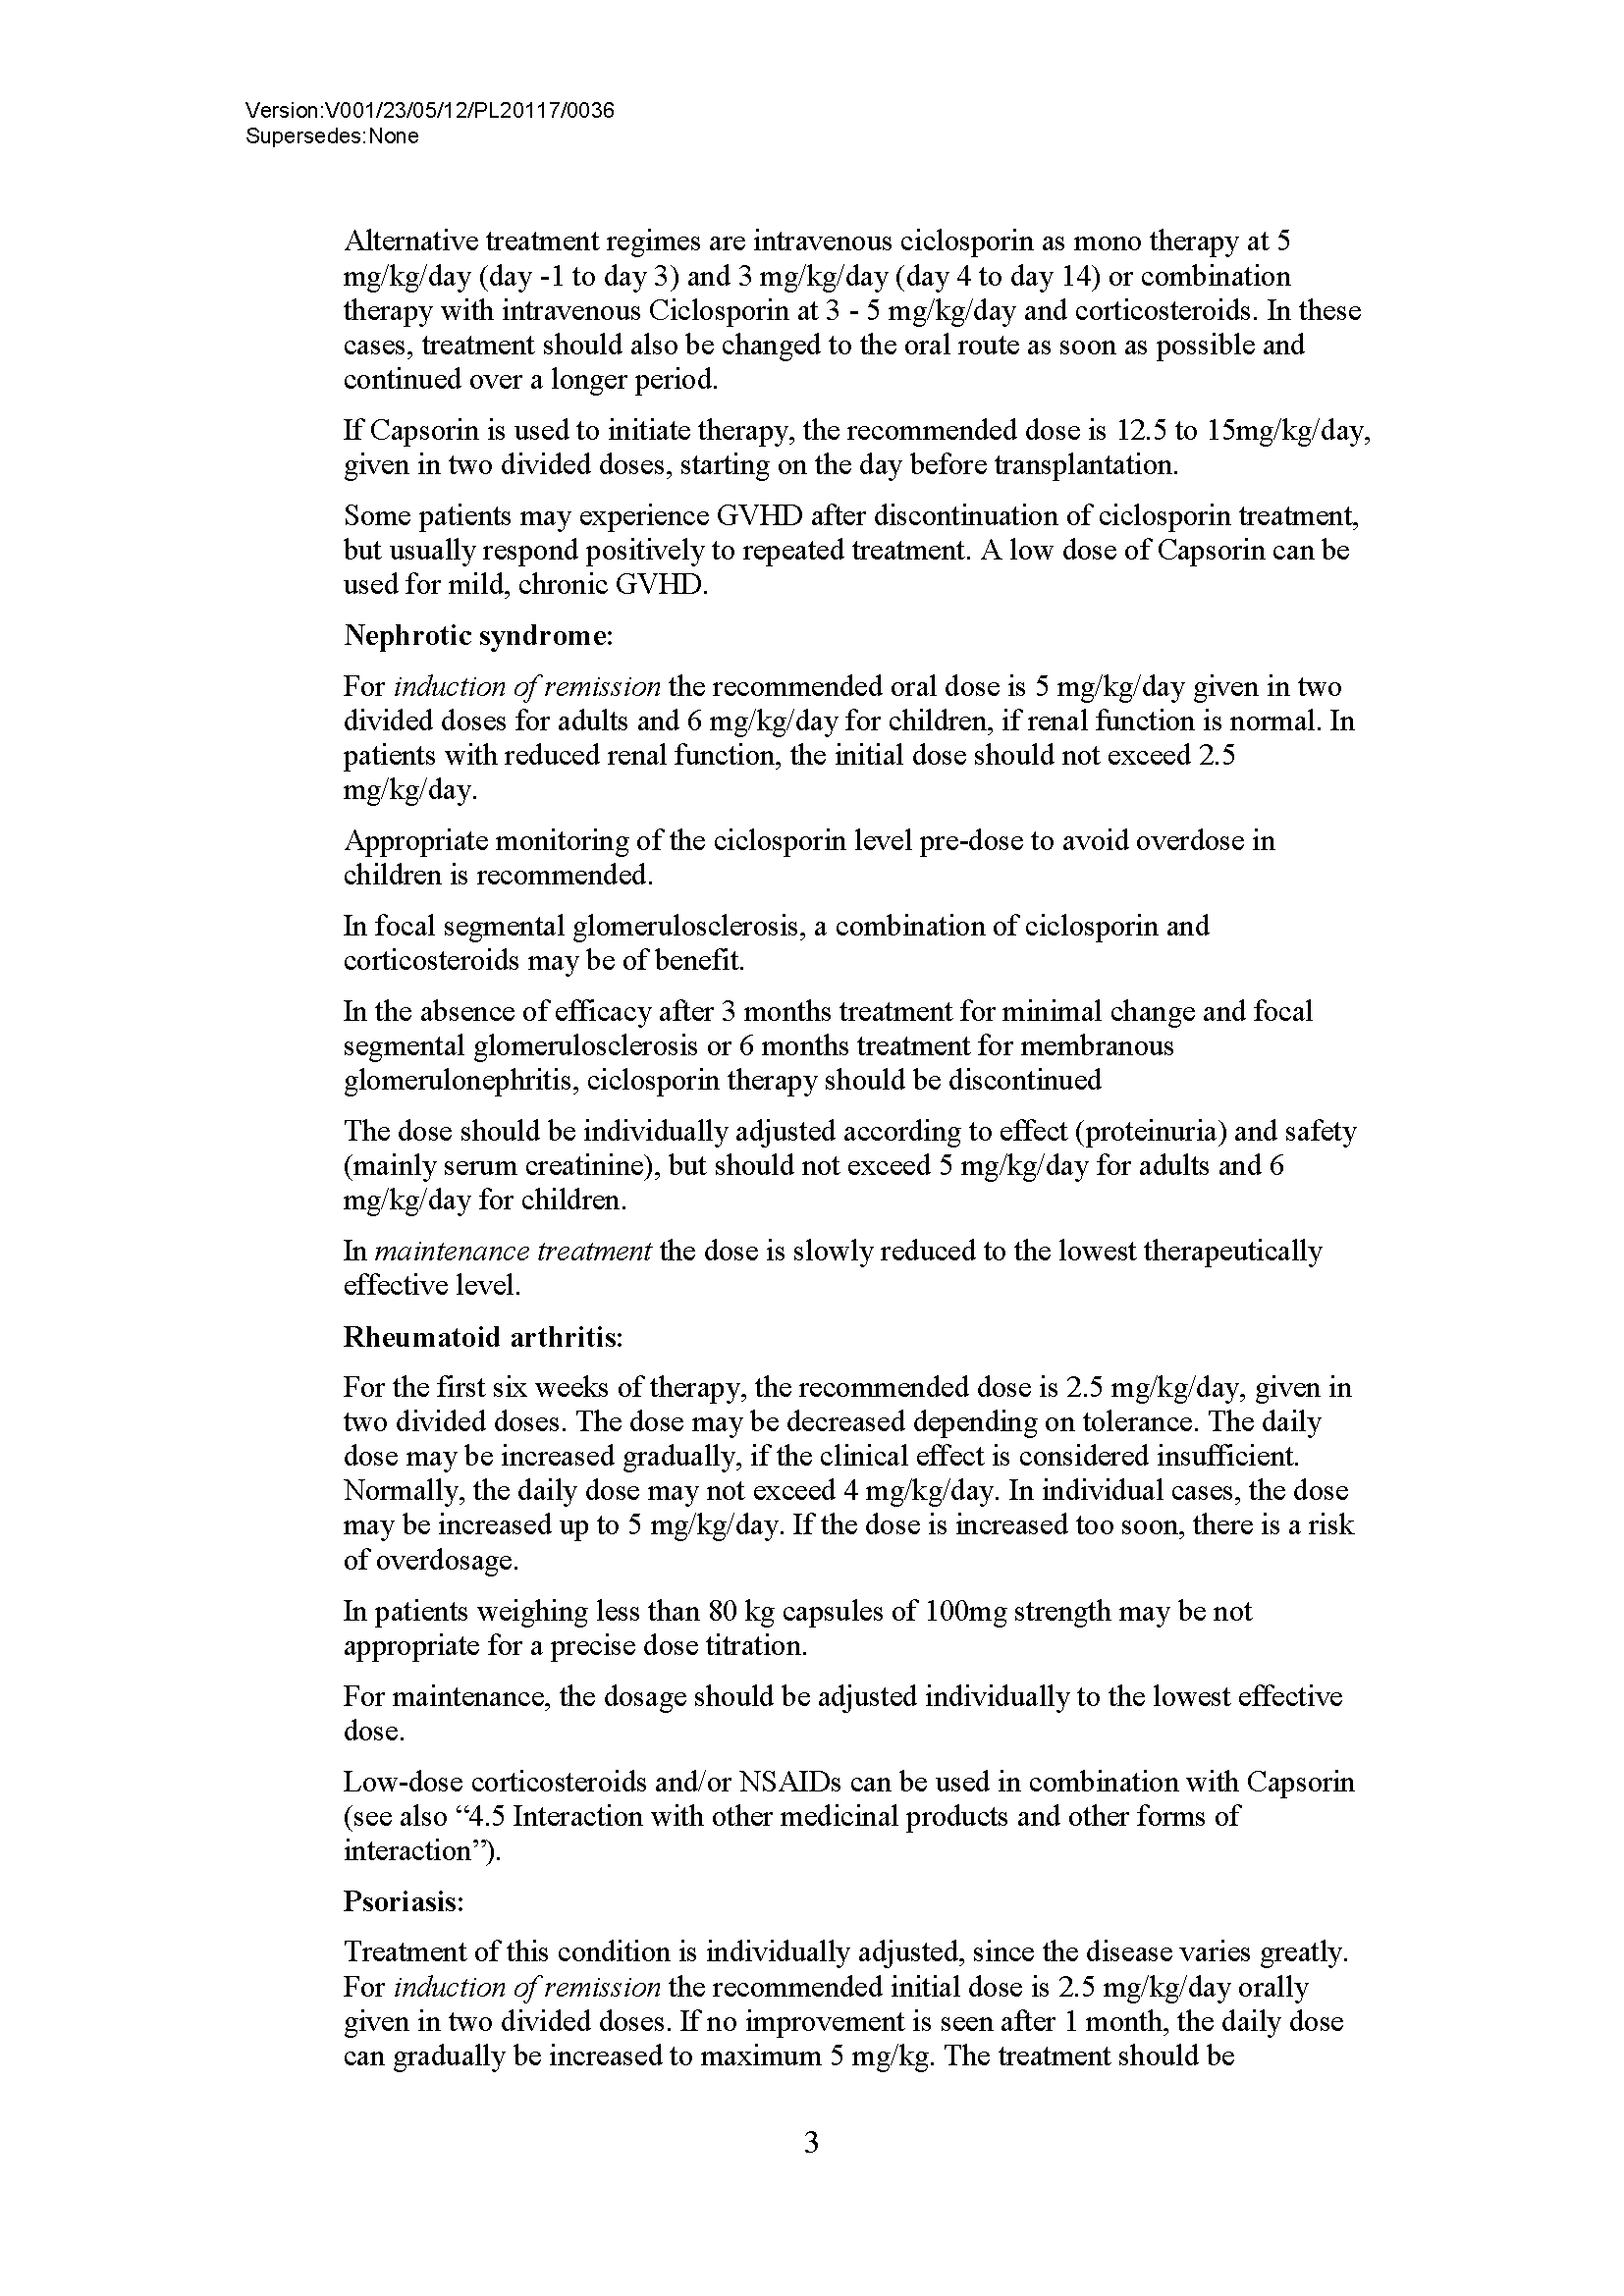 Version:V001/23/05/12/PL20117/0036
Supersedes:None
Alternative treatment regimes are intravenous ciclosporin as mono therapy at 5
mg/kg/day (day -1 to day 3) and 3 mg/kg/day (day 4 to day 14) or combination
therapy with intravenous Ciclosporin at 3 - 5 mg/kg/day and corticosteroids. In these
cases, treatment should also be changed to the oral route as soon as possible and
continued over a longer period.
If Capsorin is used to initiate therapy, the recommended dose is 12.5 to 15mg/kg/day,
given in two divided doses, starting on the day before transplantation.
Some patients may experience GVHD after discontinuation of ciclosporin treatment,
but usually respond positively to repeated treatment. A low dose of Capsorin can be
used for mild, chronic GVHD.
Nephrotic syndrome:
For induction of remission the recommended oral dose is 5 mg/kg/day given in two
divided doses for adults and 6 mg/kg/day for children, if renal function is normal. In
patients with reduced renal function, the initial dose should not exceed 2.5
mg/kg/day.
Appropriate monitoring of the ciclosporin level pre-dose to avoid overdose in
children is recommended.
In focal segmental glomerulosclerosis, a combination of ciclosporin and
corticosteroids may be of benefit.
In the absence of efficacy after 3 months treatment for minimal change and focal
segmental glomerulosclerosis or 6 months treatment for membranous
glomerulonephritis, ciclosporin therapy should be discontinued
The dose should be individually adjusted according to effect (proteinuria) and safety
(mainly serum creatinine), but should not exceed 5 mg/kg/day for adults and 6
mg/kg/day for children.
In maintenance treatment the dose is slowly reduced to the lowest therapeutically
effective level.
Rheumatoid arthritis:
For the first six weeks of therapy, the recommended dose is 2.5 mg/kg/day, given in
two divided doses. The dose may be decreased depending on tolerance. The daily
dose may be increased gradually, if the clinical effect is considered insufficient.
Normally, the daily dose may not exceed 4 mg/kg/day. In individual cases, the dose
may be increased up to 5 mg/kg/day. If the dose is increased too soon, there is a risk
of overdosage.
In patients weighing less than 80 kg capsules of 100mg strength may be not
appropriate for a precise dose titration.
For maintenance, the dosage should be adjusted individually to the lowest effective
dose.
Low-dose corticosteroids and/or NSAIDs can be used in combination with Capsorin
(see also “4.5 Interaction with other medicinal products and other forms of
interaction”).
Psoriasis:
Treatment of this condition is individually adjusted, since the disease varies greatly.
For induction of remission the recommended initial dose is 2.5 mg/kg/day orally
given in two divided doses. If no improvement is seen after 1 month, the daily dose
can gradually be increased to maximum 5 mg/kg. The treatment should be
3